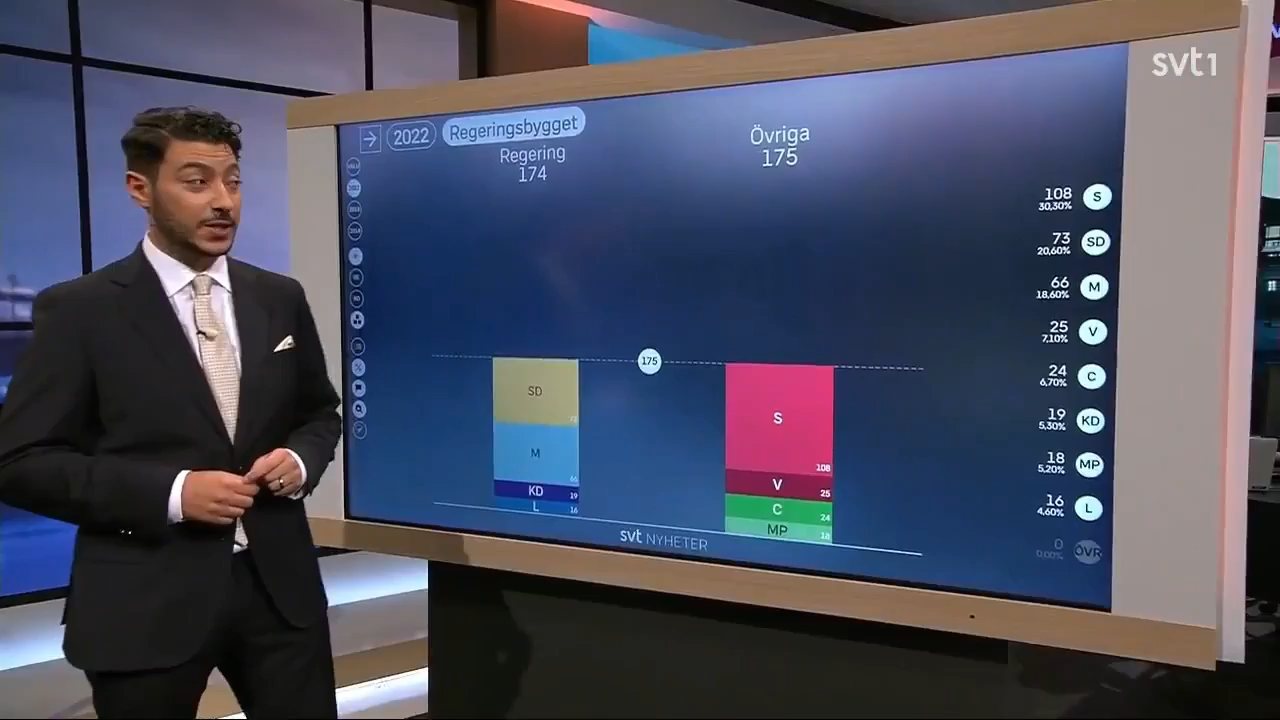 svt1
2022
Regeringsbygget
Regering
174
Övriga
175
175
SD
M
66
KD
19
L
16
S
108
V
25
C
24
MP
18
108
30,30%
S
73
20,60%
SD
66
18,60%
M
25
7,10%
V
24
6,70%
C
19
5,30%
KD
18
5,20%
MP
16
4,60%
L
0
0,00%
ÖVR
svt NYHETER